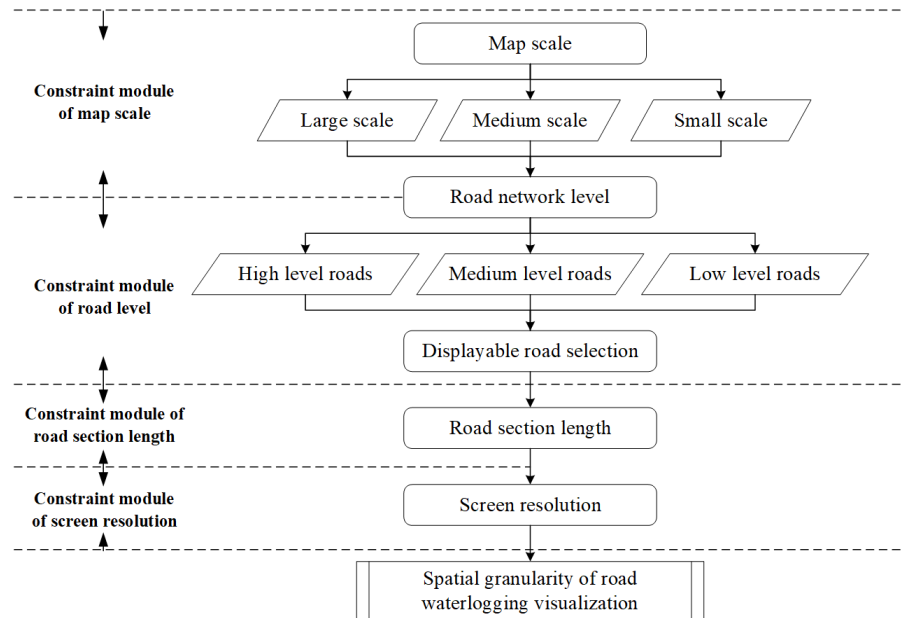 Map scale
Constraint module
of map scale
Large scale
Medium scale
Small scale
Road network level
High level roads
Medium level roads
Low level roads
Constraint module
of road level
Displayable road selection
Constraint module of
road section length
Road section length
Constraint module
of screen resolution
Screen resolution
Spatial granularity of road
waterlogging visualization